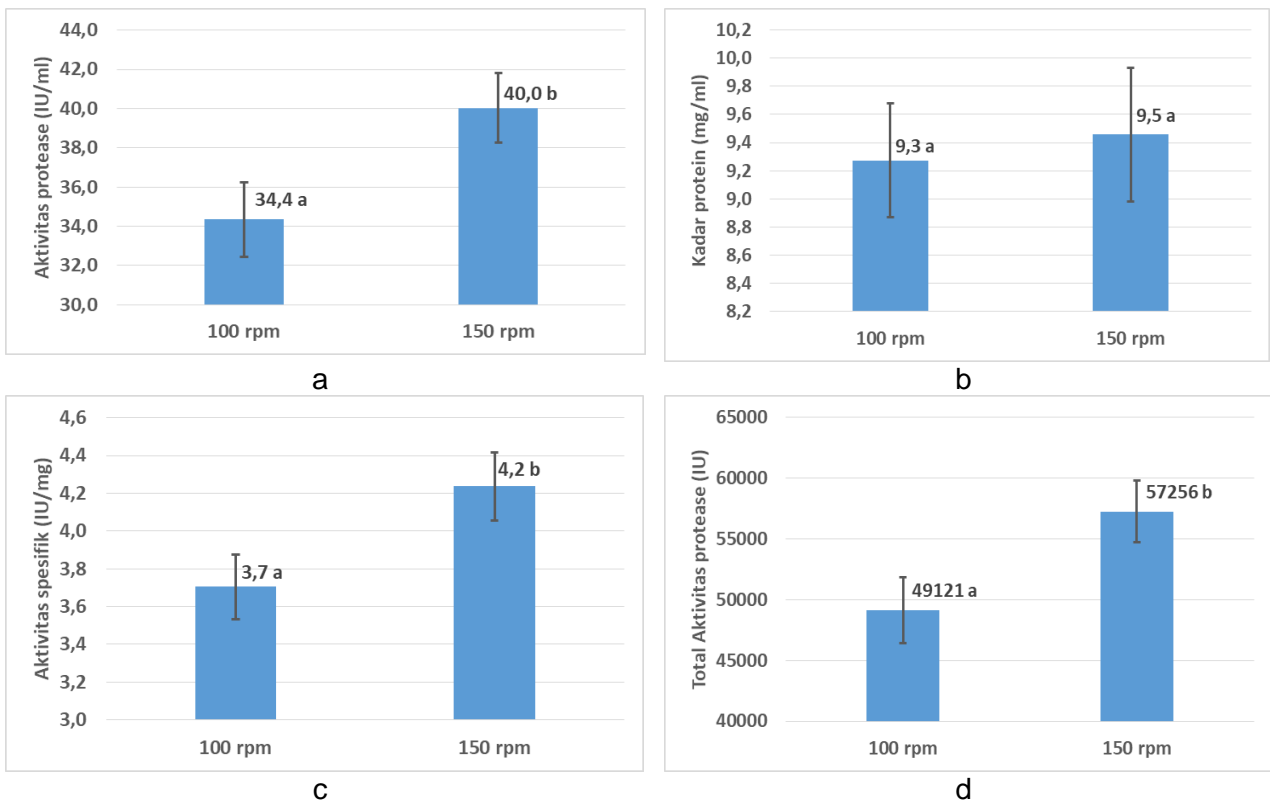 Aktivitas protease (IU/ml)
44,0
42,0
40,0
38,0
36,0
34,0
32,0
30,0
34,4 a
40,0 b
100 rpm
150 rpm
a
Kadar protein (mg/ml)
10,2
10,0
9,8
9,6
9,4
9,2
9,0
8,8
8,6
8,4
8,2
9,3 a
9,5 a
100 rpm
150 rpm
b
Aktivitas spesifik (IU/mg)
4,6
4,4
4,2
4,0
3,8
3,6
3,4
3,2
3,0
3,7 a
4,2 b
100 rpm
150 rpm
c
Total Aktivitas protease (IU)
65000
60000
55000
50000
45000
40000
49121 a
57256 b
100 rpm
150 rpm
d